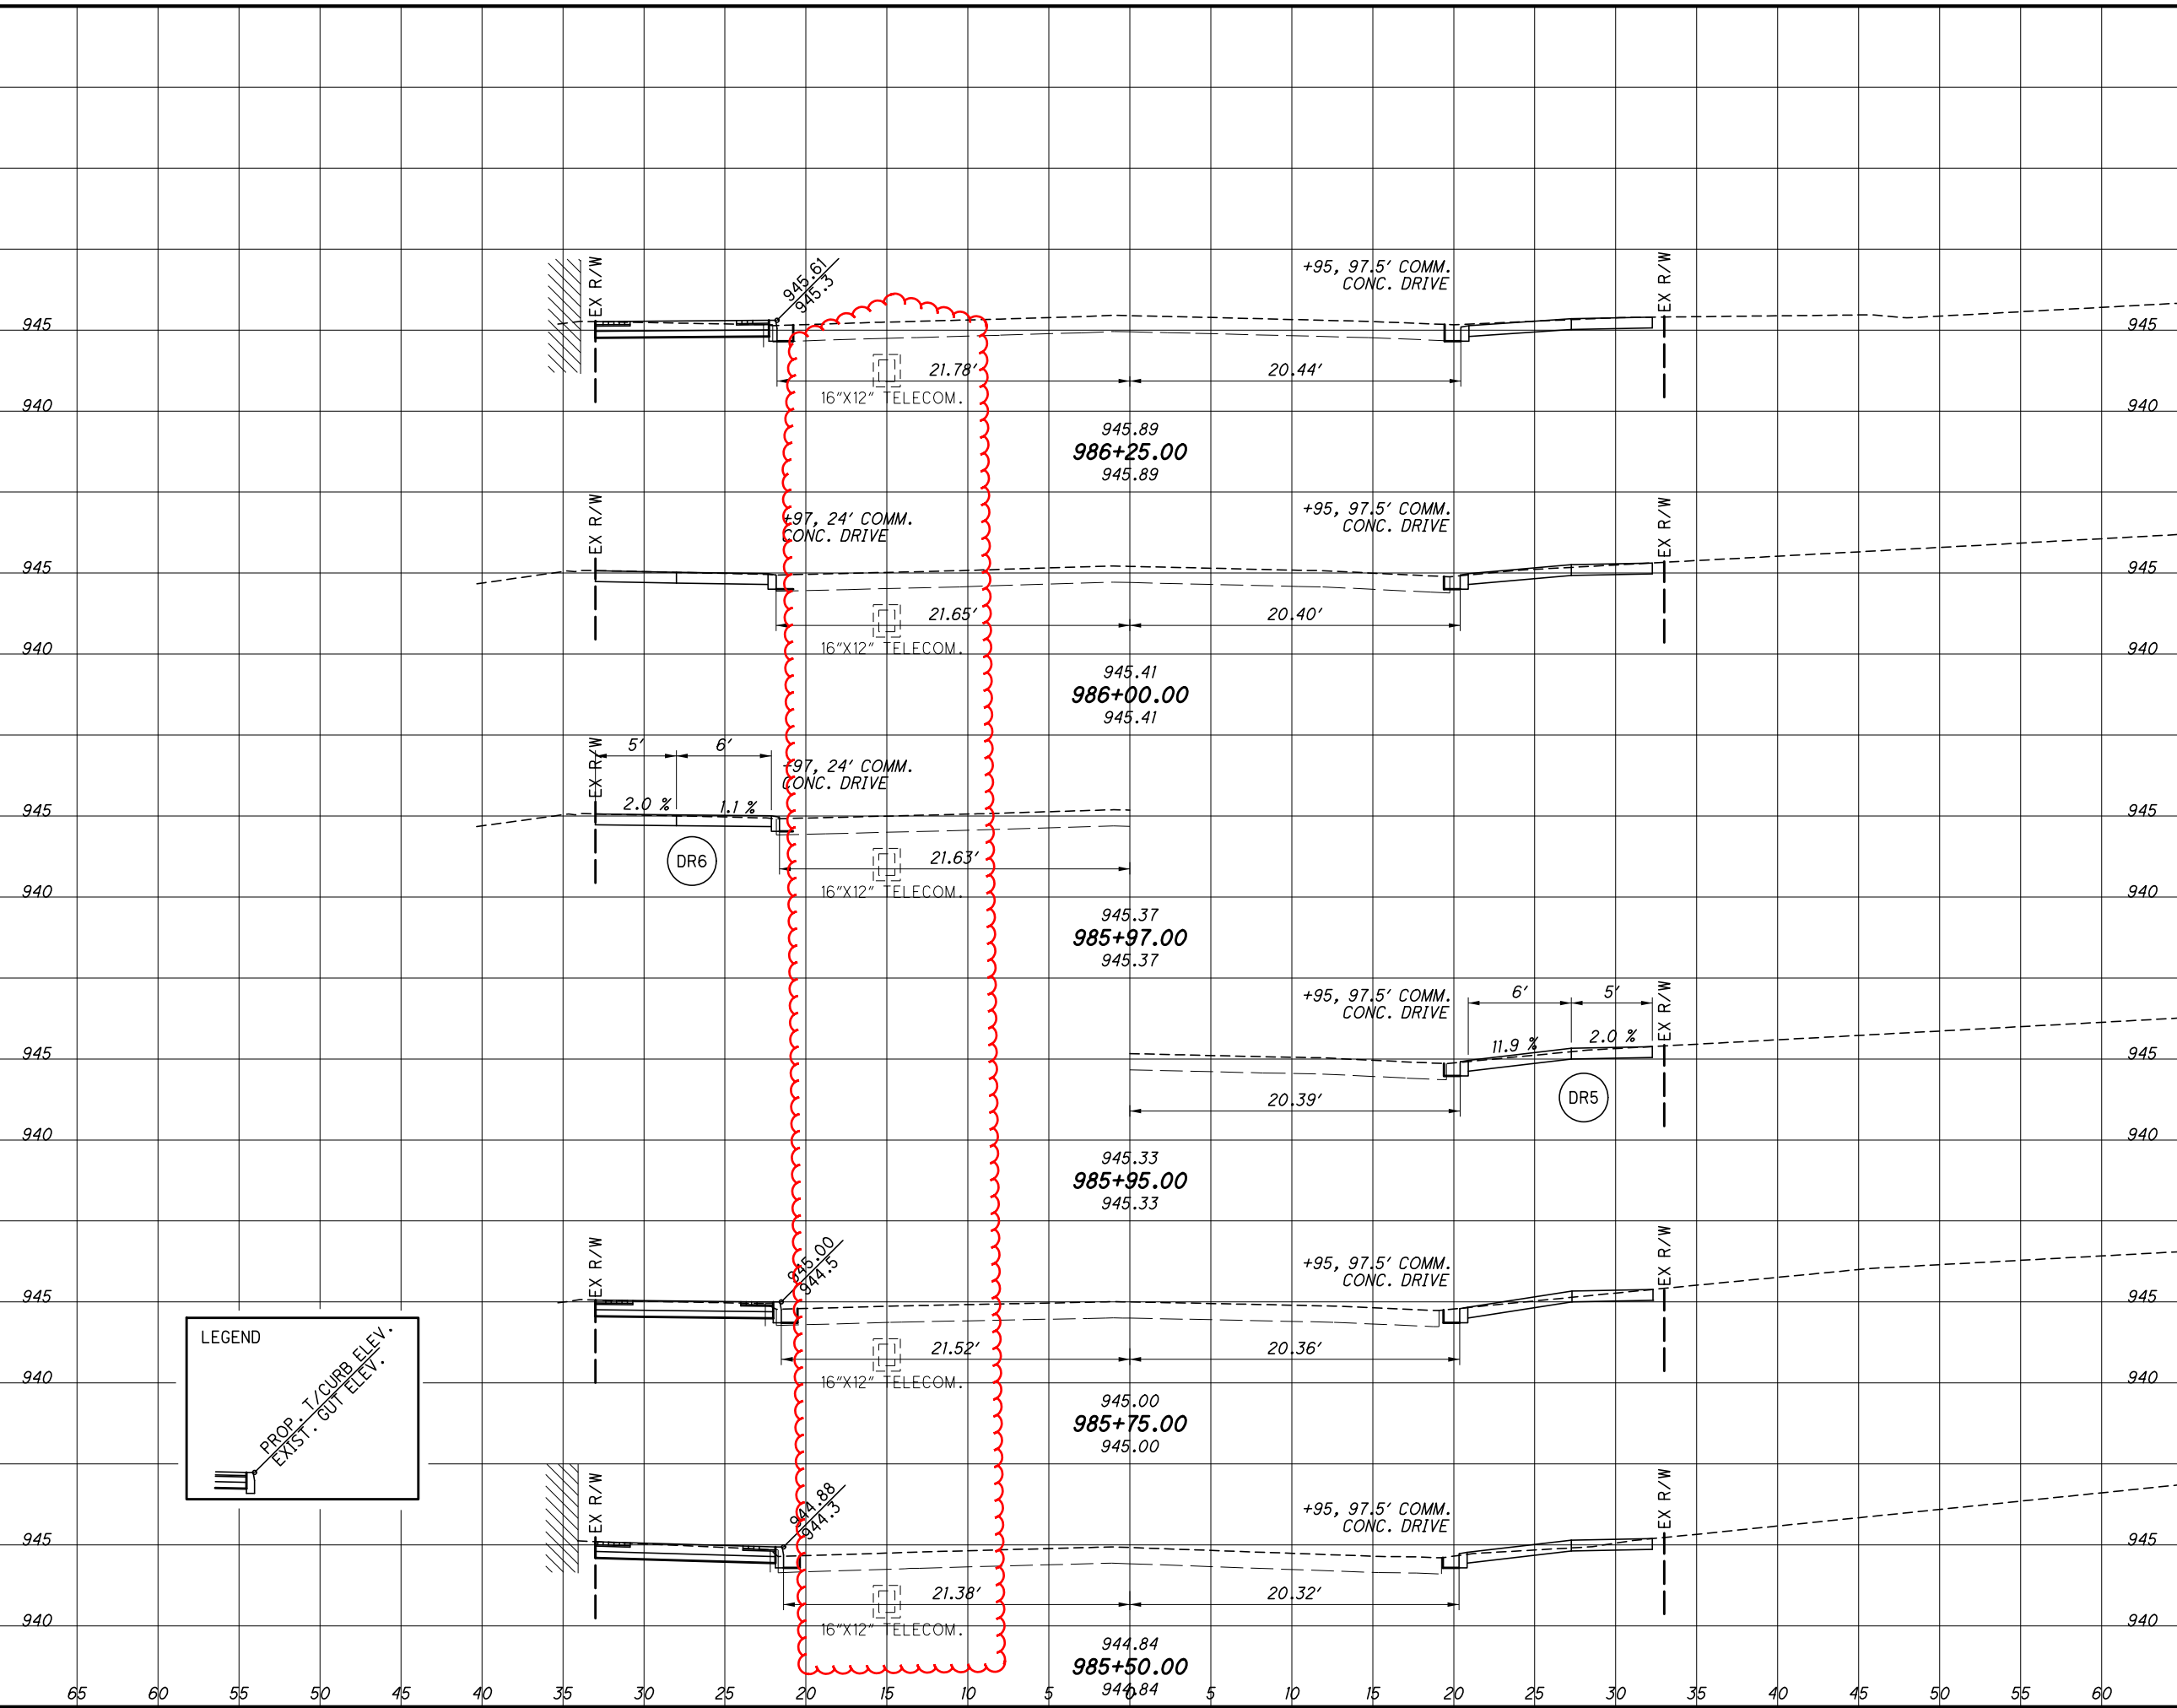 EX R/W
945.61
945.3
+95, 97.5' COMM.
CONC. DRIVE
EX R/W
945
945
21.78'
20.44'
16"X12" TELECOM.
940
940
945.89
986+25.00
945.89
EX R/W
+97, 24' COMM.
CONC. DRIVE
+95, 97.5' COMM.
CONC. DRIVE
EX R/W
945
945
21.65'
20.40'
16"X12" TELECOM.
940
940
945.41
986+00.00
945.41
EX R/W
5'
6'
+97, 24' COMM.
CONC. DRIVE
2.0 %
1.1 %
945
945
DR6
21.63'
16"X12" TELECOM.
940
940
945.37
985+97.00
945.37
+95, 97.5' COMM.
CONC. DRIVE
6'
5'
EX R/W
11.9 %
2.0 %
945
945
20.39'
DR5
940
940
945.33
985+95.00
945.33
EX R/W
945.00
944.5
+95, 97.5' COMM.
CONC. DRIVE
EX R/W
945
945
21.52'
20.36'
16"X12" TELECOM.
940
940
945.00
985+75.00
945.00
LEGEND
PROP. T/CURB ELEV.
EXIST. GUT ELEV.
EX R/W
944.88
944.3
+95, 97.5' COMM.
CONC. DRIVE
EX R/W
945
945
21.38'
20.32'
16"X12" TELECOM.
940
940
944.84
985+50.00
944.84
65 60 55 50 45 40 35 30 25 20 15 10 5 0 5 10 15 20 25 30 35 40 45 50 55 60